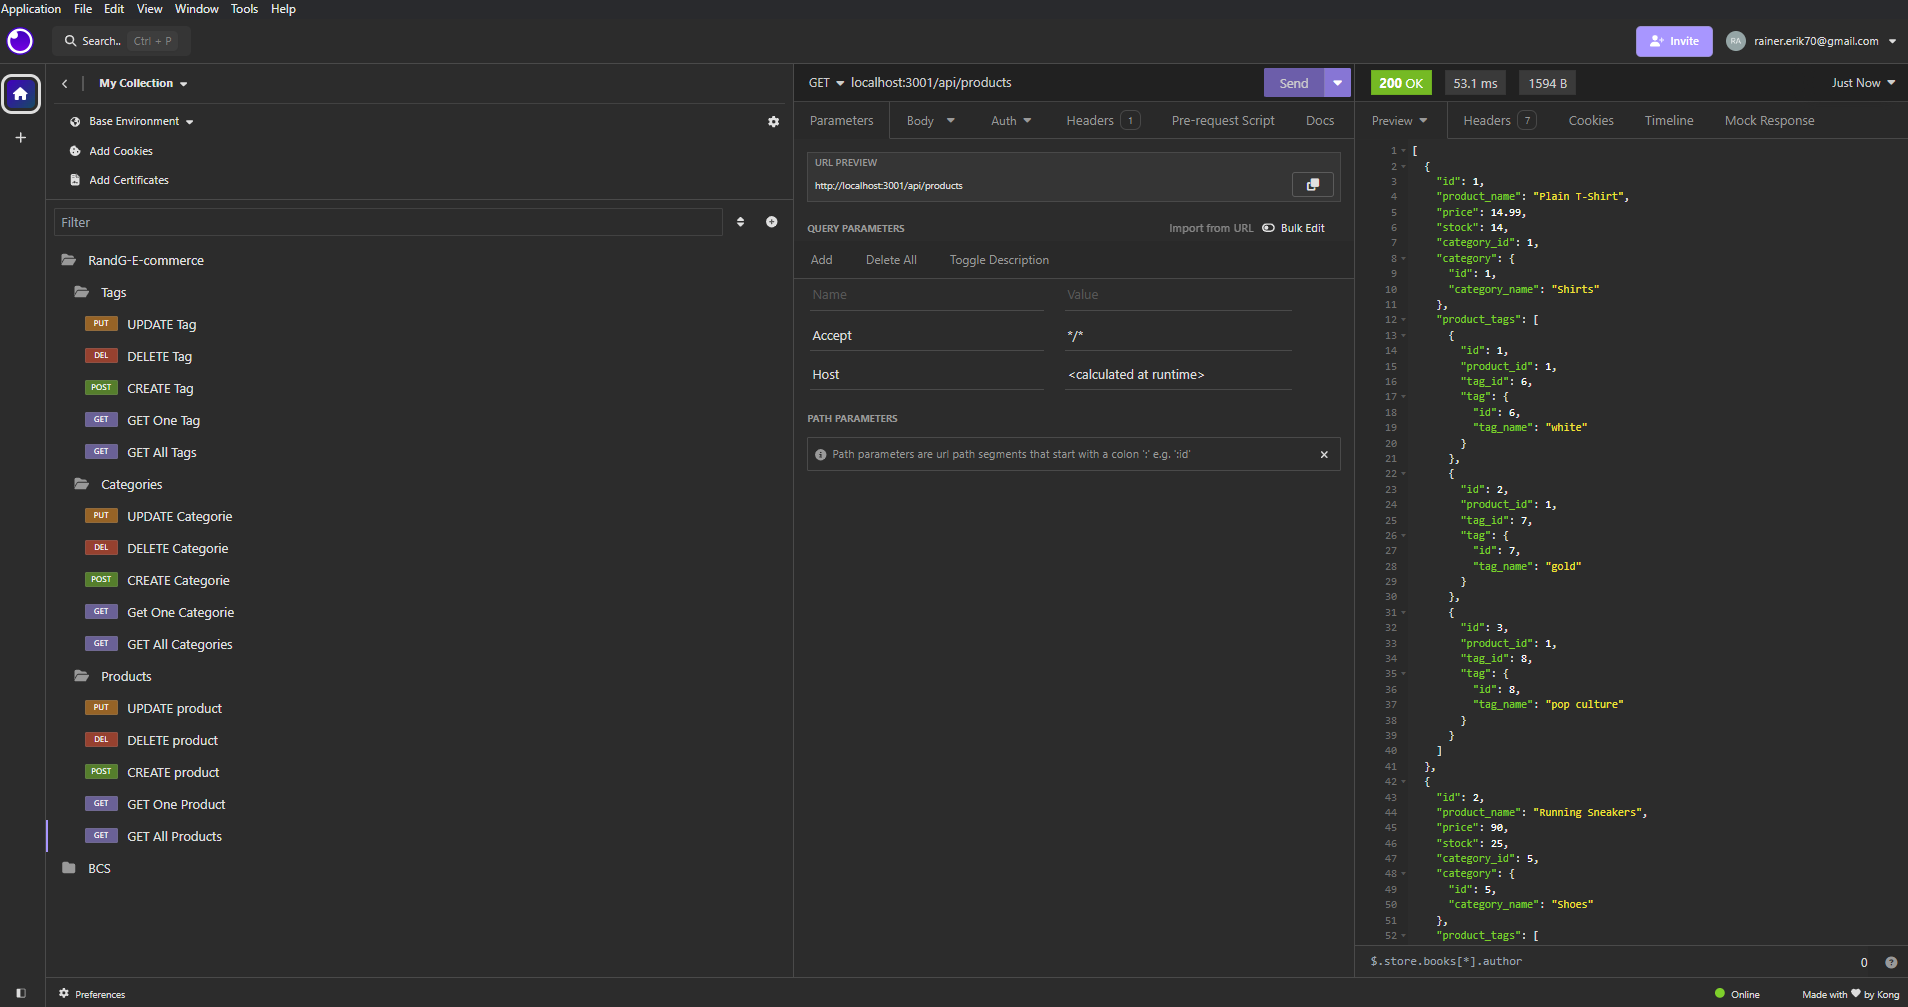 Application File Edit View Window Tools Help
Search.. Ctrl + P
Invite
RA
rainer.erik70@gmail.com
My Collection
Base Environment
Add Cookies
Add Certificates
Filter
RandG-E-commerce
Tags
PUT UPDATE Tag
DEL DELETE Tag
POST CREATE Tag
GET GET One Tag
GET GET All Tags
Categories
PUT UPDATE Categorie
DEL DELETE Categorie
POST CREATE Categorie
GET Get One Categorie
GET GET All Categories
Products
PUT UPDATE product
DEL DELETE product
POST CREATE product
GET GET One Product
GET GET All Products
BCS
Preferences
GET localhost:3001/api/products
Send
Parameters Body Auth Headers 1 Pre-request Script Docs
URL PREVIEW
http://localhost:3001/api/products
QUERY PARAMETERS Import from URL Bulk Edit
Add Delete All Toggle Description
Name Value
Accept */*
Host <calculated at runtime>
PATH PARAMETERS
Path parameters are url path segments that start with a colon ':' e.g. ':id'
200 OK 53.1 ms 1594 B Just Now
Preview Headers 7 Cookies Timeline Mock Response
1 [
2 {
3 "id": 1,
4 "product_name": "Plain T-Shirt",
5 "price": 14.99,
6 "stock": 14,
7 "category_id": 1,
8 "category": {
9 "id": 1,
10 "category_name": "Shirts"
11 },
12 "product_tags": [
13 {
14 "id": 1,
15 "product_id": 1,
16 "tag_id": 6,
17 "tag": {
18 "id": 6,
19 "tag_name": "white"
20 }
21 },
22 {
23 "id": 2,
24 "product_id": 1,
25 "tag_id": 7,
26 "tag": {
27 "id": 7,
28 "tag_name": "gold"
29 }
30 },
31 {
32 "id": 3,
33 "product_id": 1,
34 "tag_id": 8,
35 "tag": {
36 "id": 8,
37 "tag_name": "pop culture"
38 }
39 }
40 ]
41 },
42 {
43 "id": 2,
44 "product_name": "Running Sneakers",
45 "price": 90,
46 "stock": 25,
47 "category_id": 5,
48 "category": {
49 "id": 5,
50 "category_name": "Shoes"
51 },
52 "product_tags": [
$.store.books[*].author 0
Online Made with ♥ by Kong